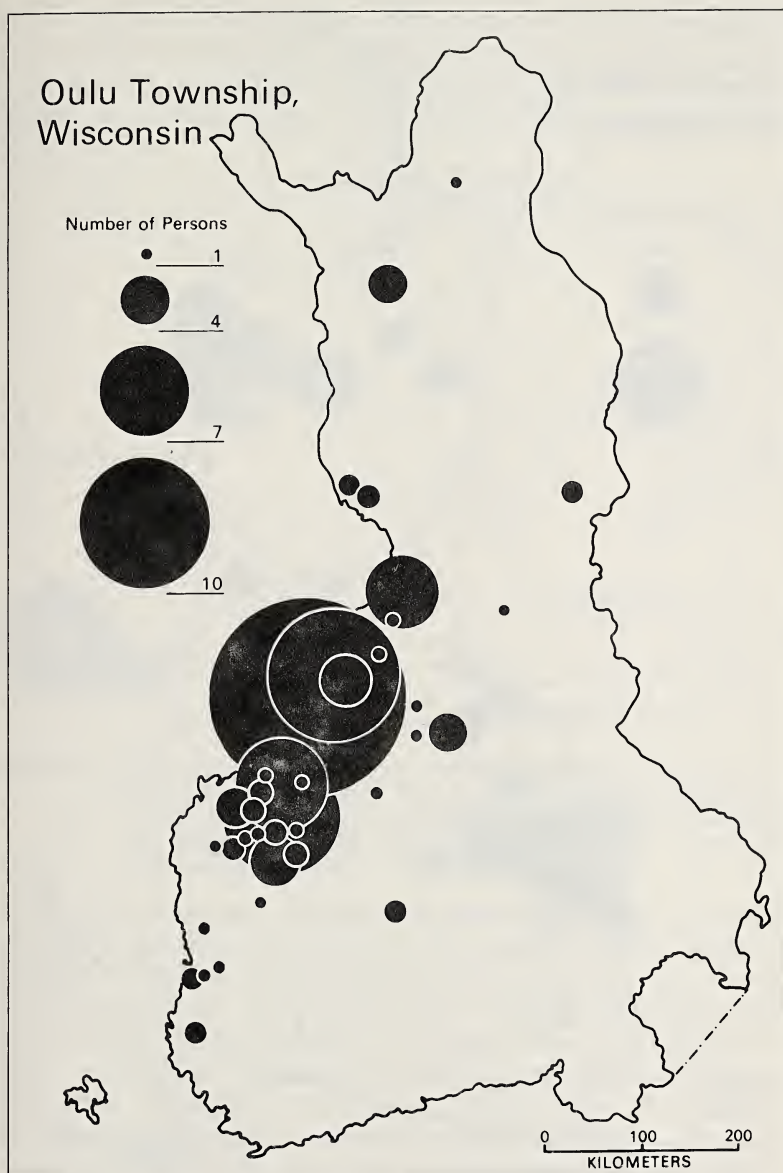 Oulu Township,
Wisconsin
Number of Persons
1
4
7
10
0 100 200
KILOMETERS